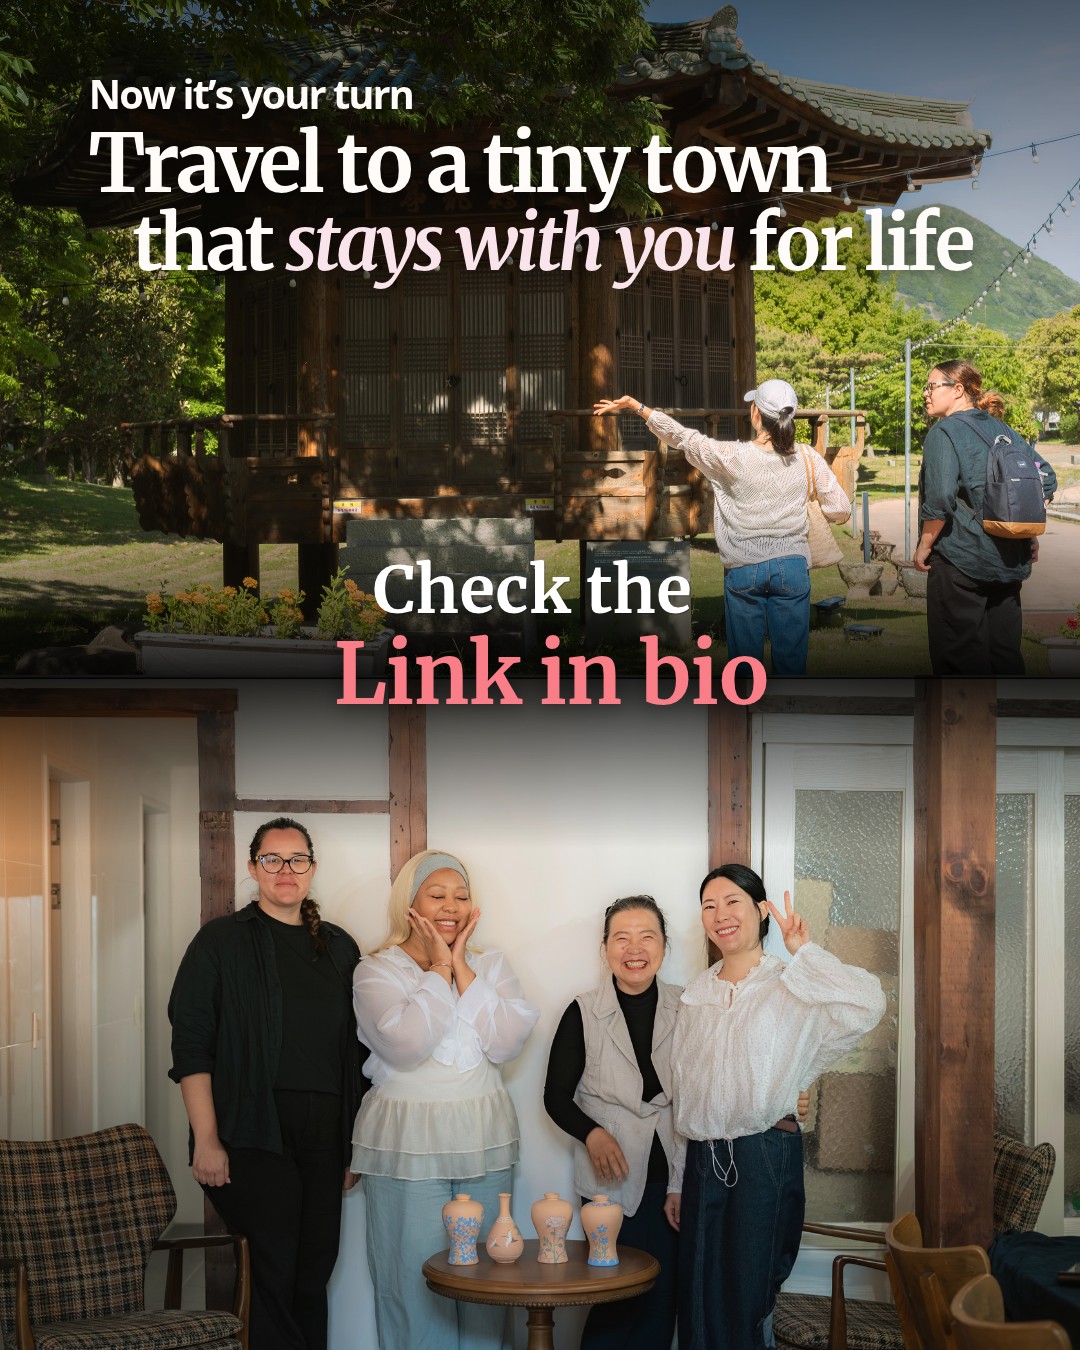 Now it's your turn
Travel to a tiny town
that stays with you for life
Check the
Link in bio